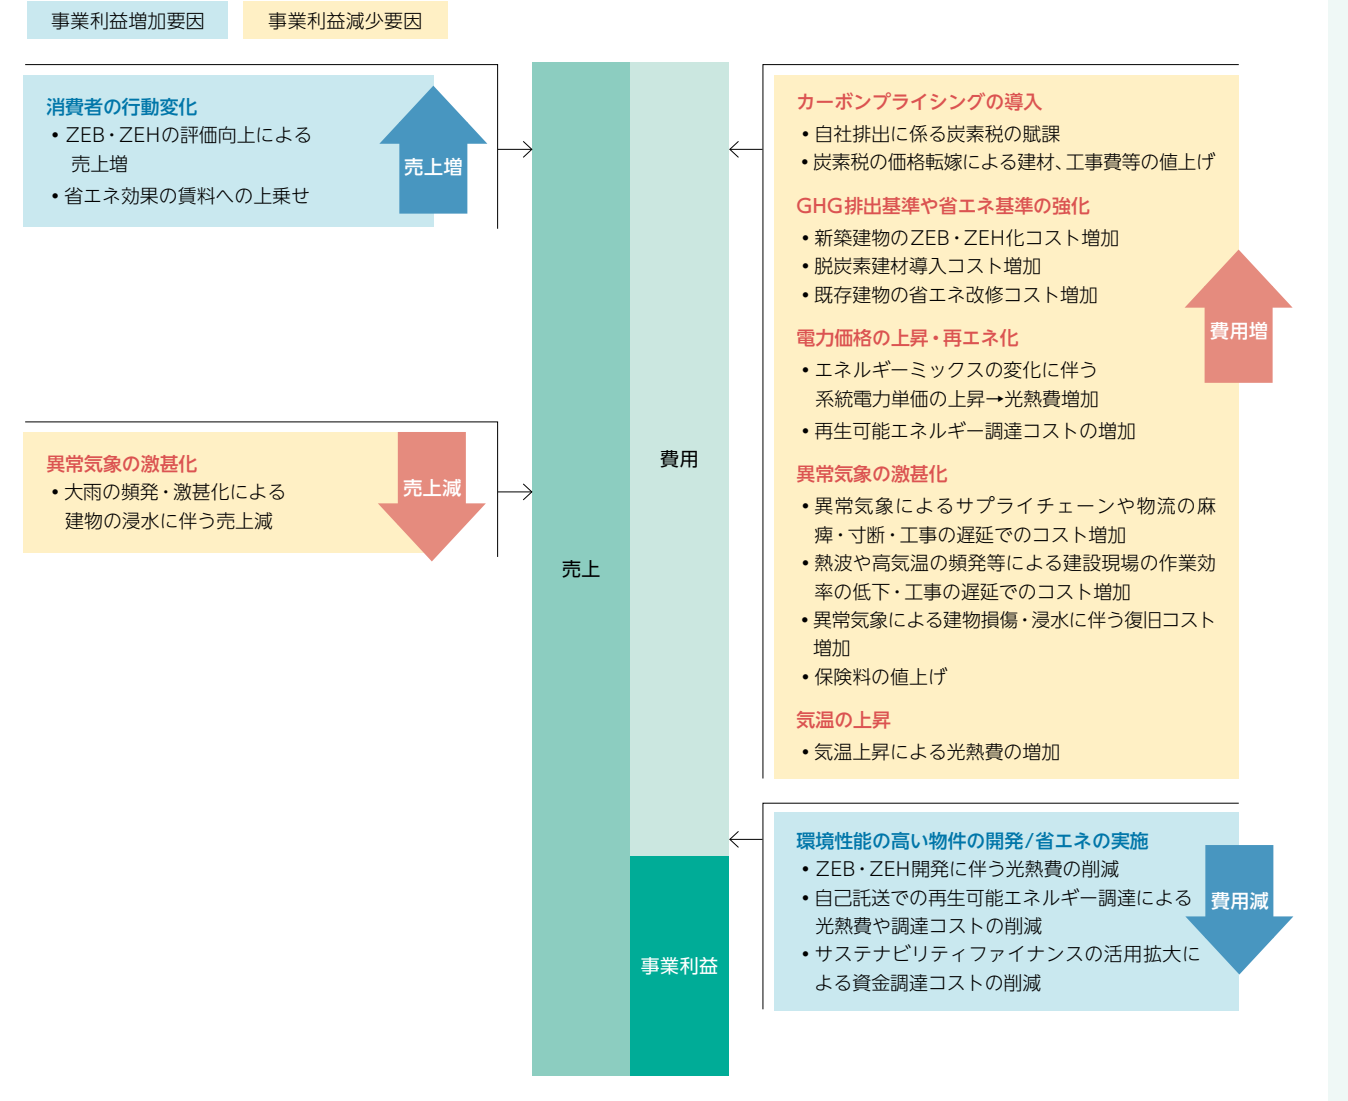 事業利益増加要因
事業利益減少要因
消費者の行動変化
•ZEB・ZEHの評価向上による
売上増
•省エネ効果の賃料への上乗せ
売上増
異常気象の激甚化
•大雨の頻発・激甚化による
建物の浸水に伴う売上減
売上減
売上
費用
事業利益
カーボンプライシングの導入
•自社排出に係る炭素税の賦課
•炭素税の価格転嫁による建材、工事費等の値上げ
GHG排出基準や省エネ基準の強化
•新築建物のZEB・ZEH化コスト増加
•脱炭素建材導入コスト増加
•既存建物の省エネ改修コスト増加
電力価格の上昇・再エネ化
•エネルギーミックスの変化に伴う
系統電力単価の上昇→光熱費増加
•再生可能エネルギー調達コストの増加
異常気象の激甚化
•異常気象によるサプライチェーンや物流の麻
痺・寸断・工事の遅延でのコスト増加
•熱波や高気温の頻発等による建設現場の作業効
率の低下・工事の遅延でのコスト増加
•異常気象による建物損傷・浸水に伴う復旧コスト
増加
•保険料の値上げ
気温の上昇
•気温上昇による光熱費の増加
費用増
環境性能の高い物件の開発/省エネの実施
•ZEB・ZEH開発に伴う光熱費の削減
•自己託送での再生可能エネルギー調達による
光熱費や調達コストの削減
•サステナビリティファイナンスの活用拡大に
よる資金調達コストの削減
費用減